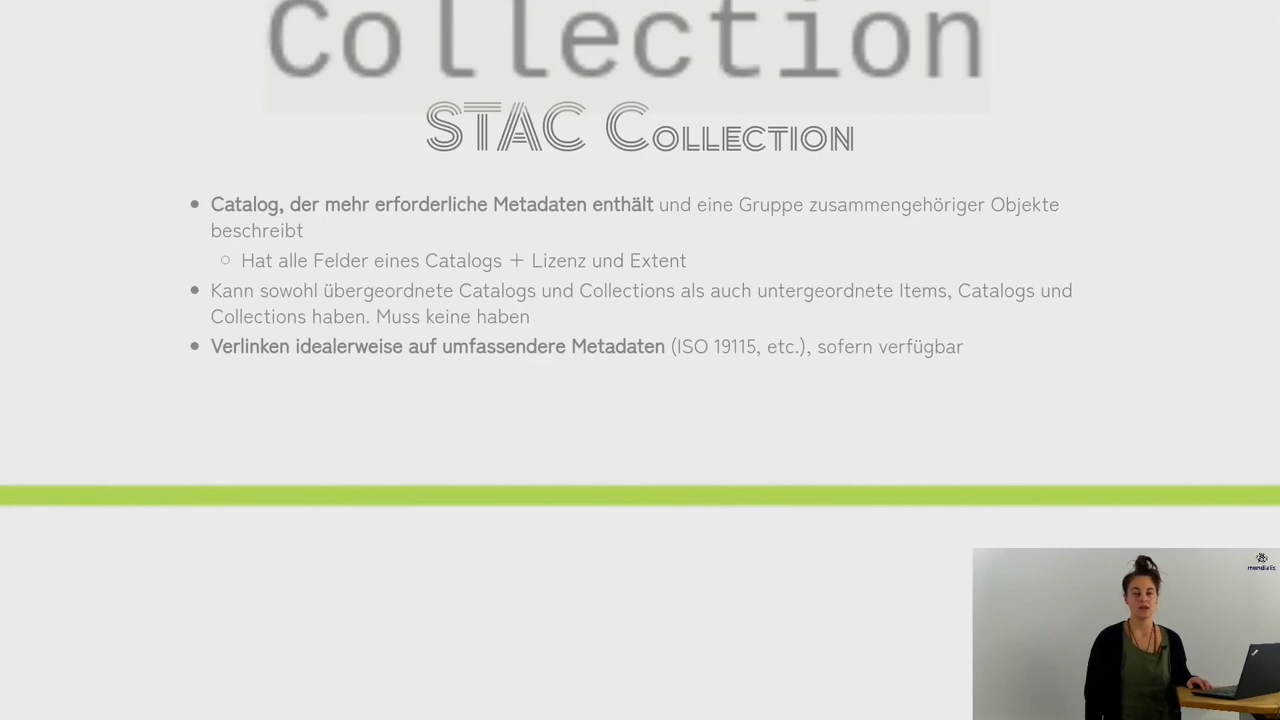 Collection
STAC Collection
Catalog, der mehr erforderliche Metadaten enthält und eine Gruppe zusammengehöriger Objekte
beschreibt
Hat alle Felder eines Catalogs + Lizenz und Extent
Kann sowohl übergeordnete Catalogs und Collections als auch untergeordnete Items, Catalogs und
Collections haben. Muss keine haben
Verlinken idealerweise auf umfassendere Metadaten (ISO 19115, etc.), sofern verfügbar
mundialis